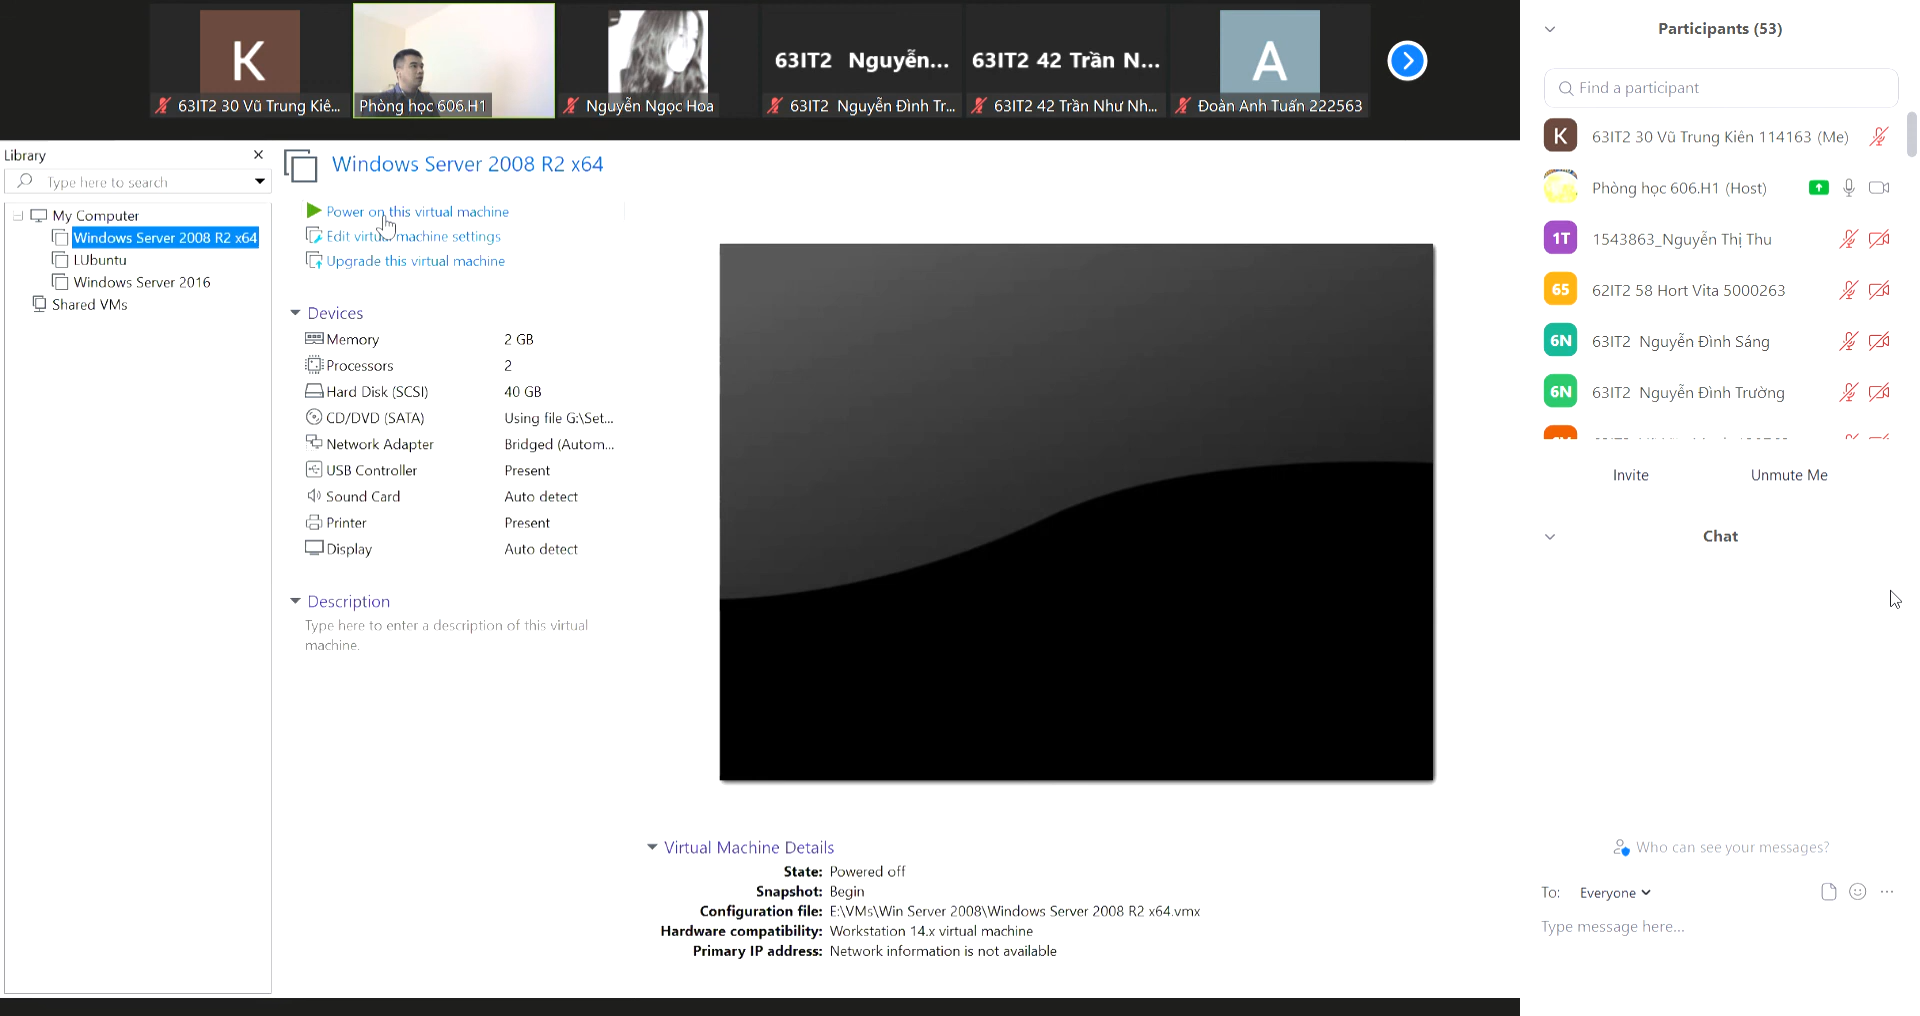 K
63IT2 30 Vũ Trung Kiê...
Phòng học 606.H1
Nguyễn Ngọc Hoa
63IT2 Nguyễn...
63IT2 Nguyễn Đình Tr...
63IT2 42 Trần N...
63IT2 42 Trần Như Nh...
A
Đoàn Anh Tuấn 222563
Library
Type here to search
My Computer
Windows Server 2008 R2 x64
LUbuntu
Windows Server 2016
Shared VMs
Windows Server 2008 R2 x64
Power on this virtual machine
Edit virtual machine settings
Upgrade this virtual machine
Devices
Memory 2 GB
Processors 2
Hard Disk (SCSI) 40 GB
CD/DVD (SATA) Using file G:\Set...
Network Adapter Bridged (Autom...
USB Controller Present
Sound Card Auto detect
Printer Present
Display Auto detect
Description
Type here to enter a description of this virtual
machine.
Virtual Machine Details
State: Powered off
Snapshot: Begin
Configuration file: E:\VMs\Win Server 2008\Windows Server 2008 R2 x64.vmx
Hardware compatibility: Workstation 14.x virtual machine
Primary IP address: Network information is not available
Participants (53)
Find a participant
K 63IT2 30 Vũ Trung Kiên 114163 (Me)
Phòng học 606.H1 (Host)
1T 1543863_Nguyễn Thị Thu
65 62IT2 58 Hort Vita 5000263
6N 63IT2 Nguyễn Đình Sáng
6N 63IT2 Nguyễn Đình Trường
Invite Unmute Me
Chat
Who can see your messages?
To: Everyone
Type message here...